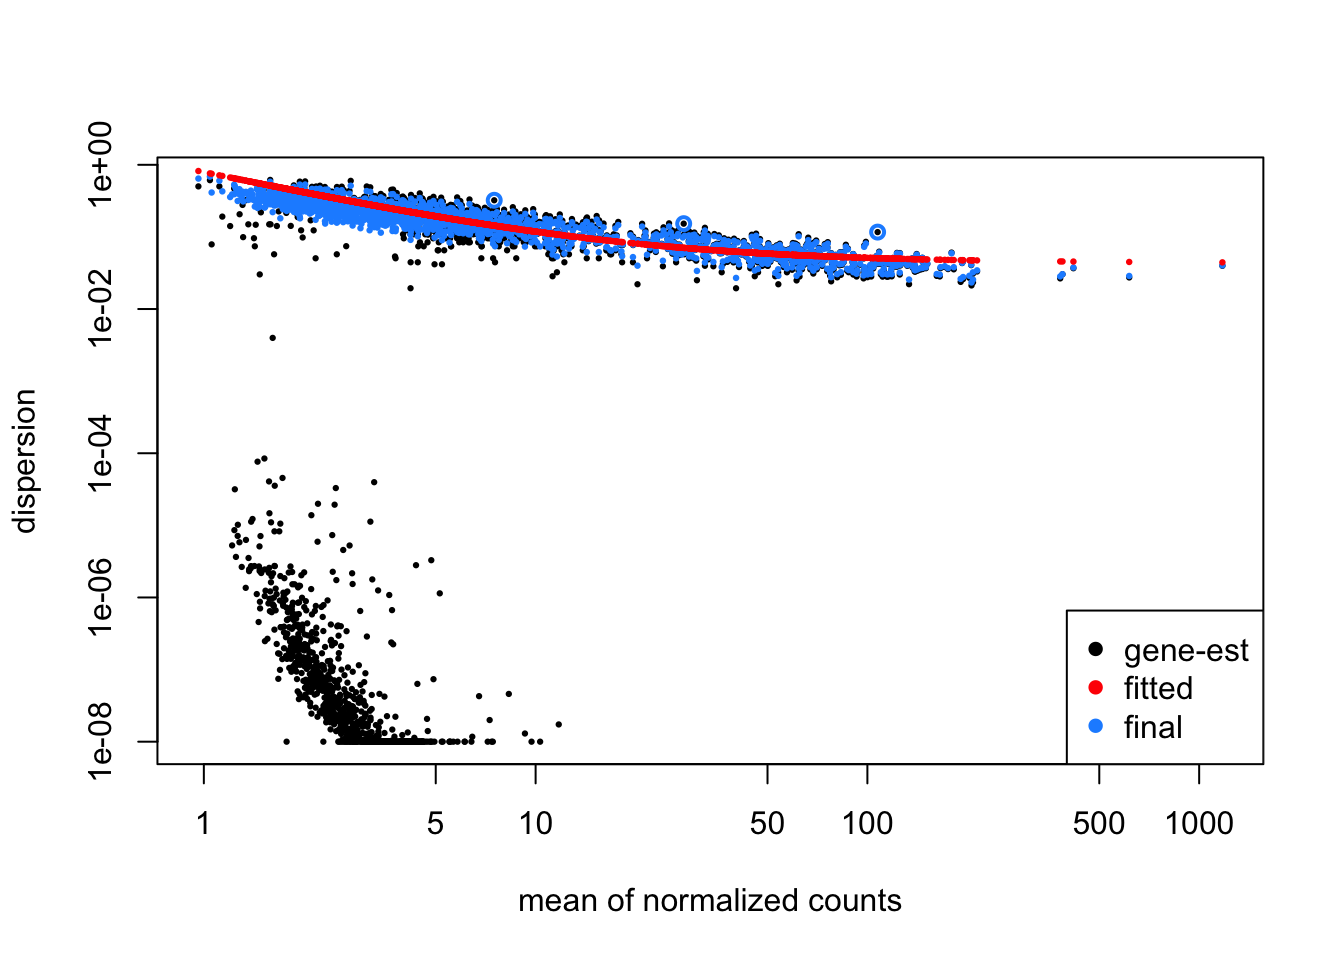 1e+00
1e-02
1e-04
1e-06
1e-08
dispersion
1 5 10 50 100 500 1000
mean of normalized counts
gene-est
fitted
final